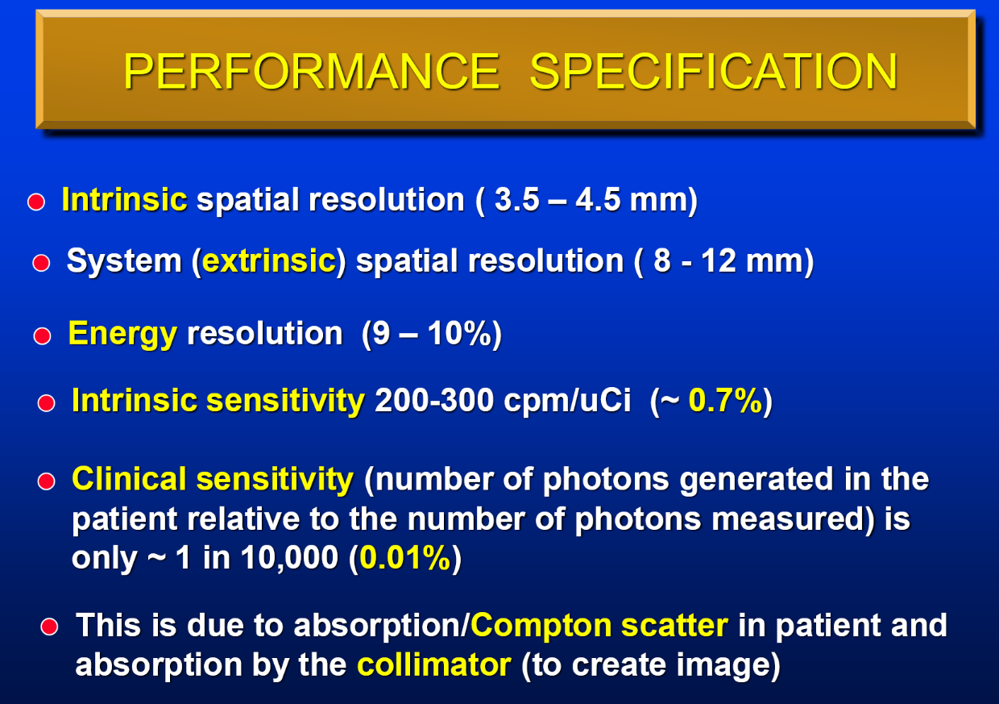 PERFORMANCE SPECIFICATION
Intrinsic spatial resolution ( 3.5 – 4.5 mm)
System (extrinsic) spatial resolution ( 8 - 12 mm)
Energy resolution (9 – 10%)
Intrinsic sensitivity 200-300 cpm/uCi (~ 0.7%)
Clinical sensitivity (number of photons generated in the
patient relative to the number of photons measured) is
only ~ 1 in 10,000 (0.01%)
This is due to absorption/Compton scatter in patient and
absorption by the collimator (to create image)